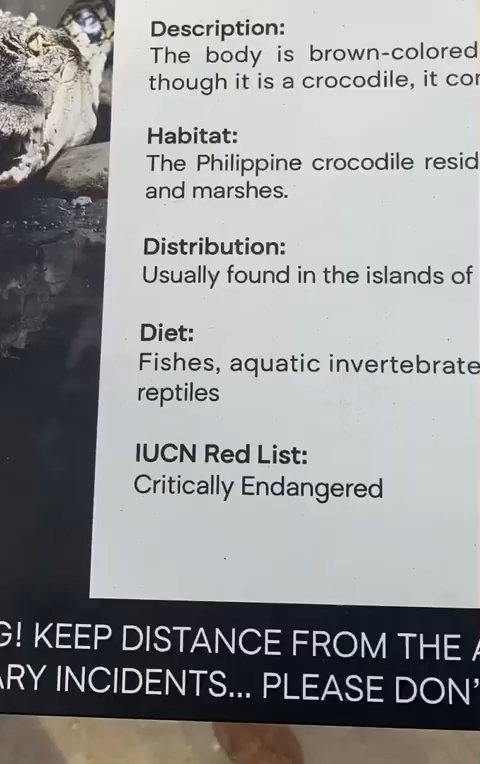 Description:
The body is brown-colored
though it is a crocodile, it
Habitat:
The Philippine crocodile
and marshes.
Distribution:
Usually found in the islands of
Diet:
Fishes, aquatic
reptiles
IUCN Red List:
Critically Endangered
KEEP DISTANCE FROM THE
INCIDENTS... PLEASE